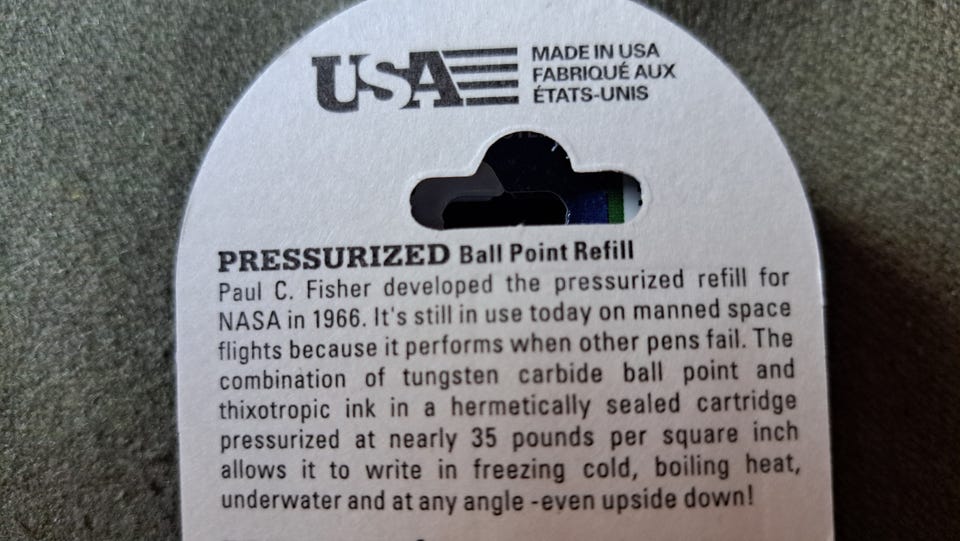 USA
MADE IN USA
FABRIQUÉ AUX
ÉTATS-UNIS
PRESSURIZED Ball Point Refill
Paul C. Fisher developed the pressurized refill for
NASA in 1966. It's still in use today on manned space
flights because it performs when other pens fail. The
combination of tungsten carbide ball point and
thixotropic ink in a hermetically sealed cartridge
pressurized at nearly 35 pounds per square inch
allows it to write in freezing cold, boiling heat,
underwater and at any angle -even upside down!